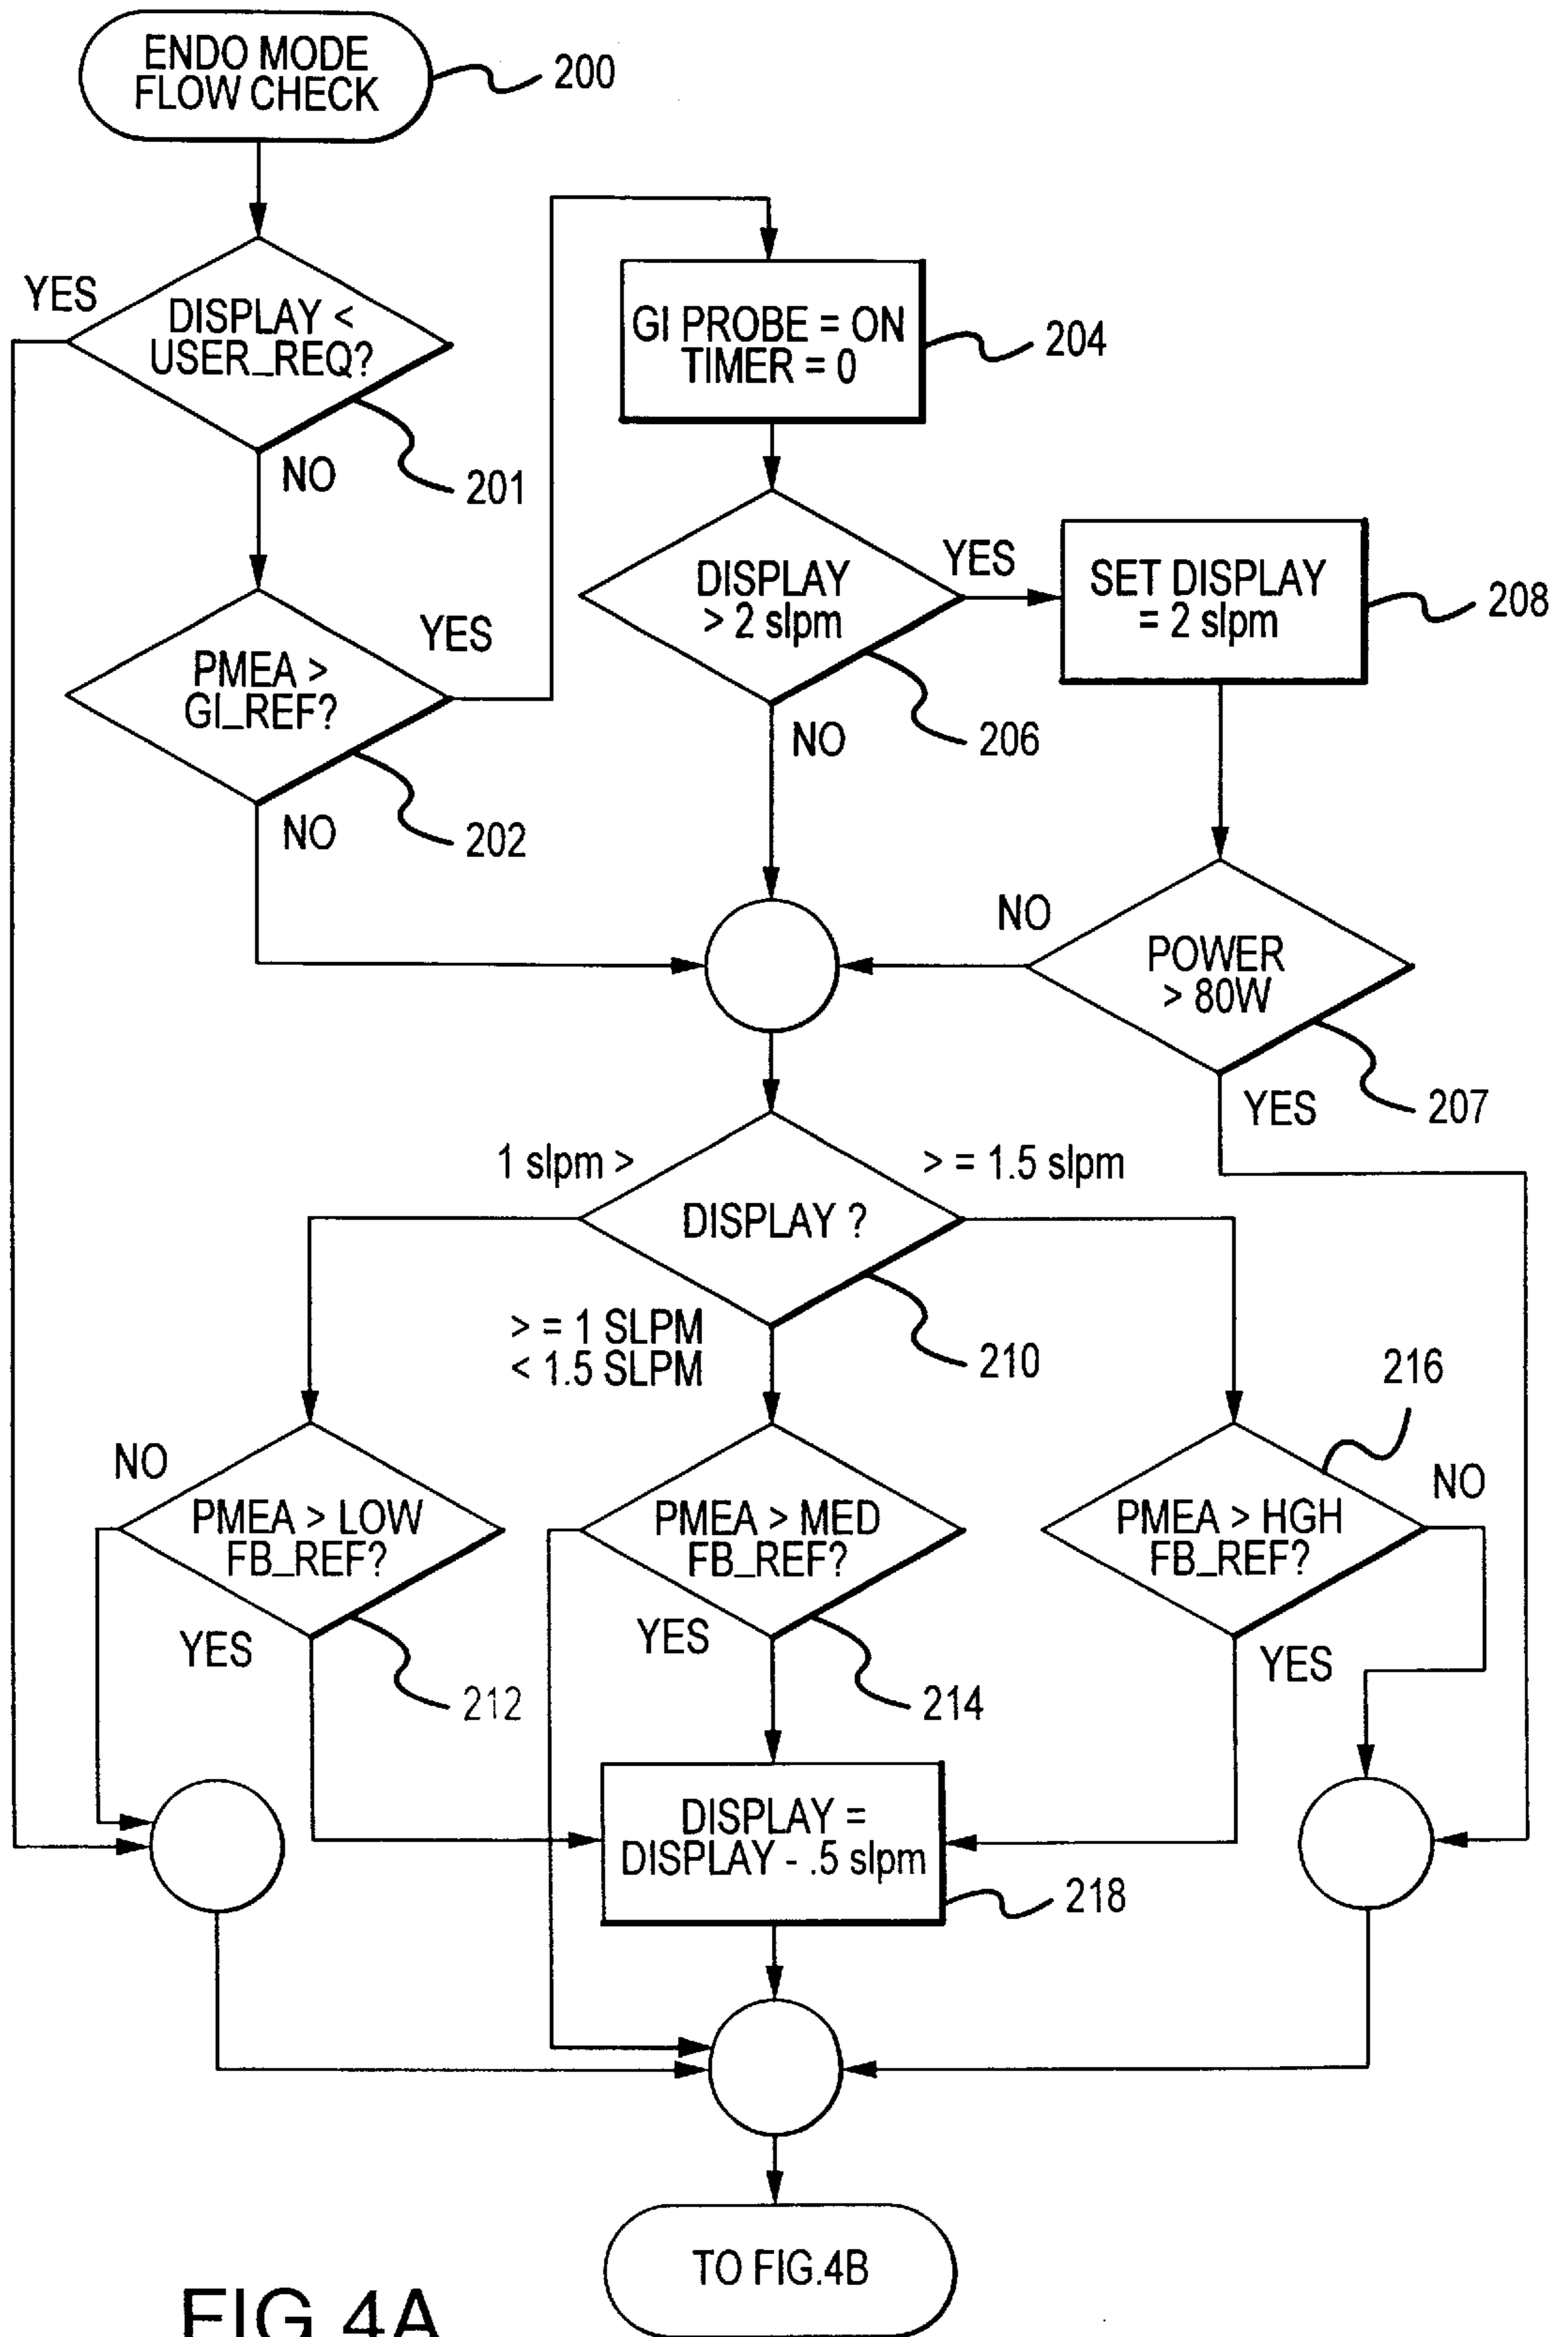 ENDO MODE
FLOW CHECK
200
YES
DISPLAY <
USER_REQ?
NO
201
GI PROBE = ON
TIMER = 0
204
PMEA >
GI_REF?
YES
NO
202
DISPLAY
> 2 slpm
YES
NO
206
SET DISPLAY
= 2 slpm
208
NO
POWER
> 80W
YES
207
1 slpm >
> = 1.5 slpm
DISPLAY ?
> = 1 SLPM
< 1.5 SLPM
210
216
NO
PMEA > LOW
FB_REF?
YES
212
PMEA > MED
FB_REF?
YES
214
PMEA > HGH
FB_REF?
NO
YES
DISPLAY =
DISPLAY - .5 slpm
218
TO FIG.4B
FIG.4A